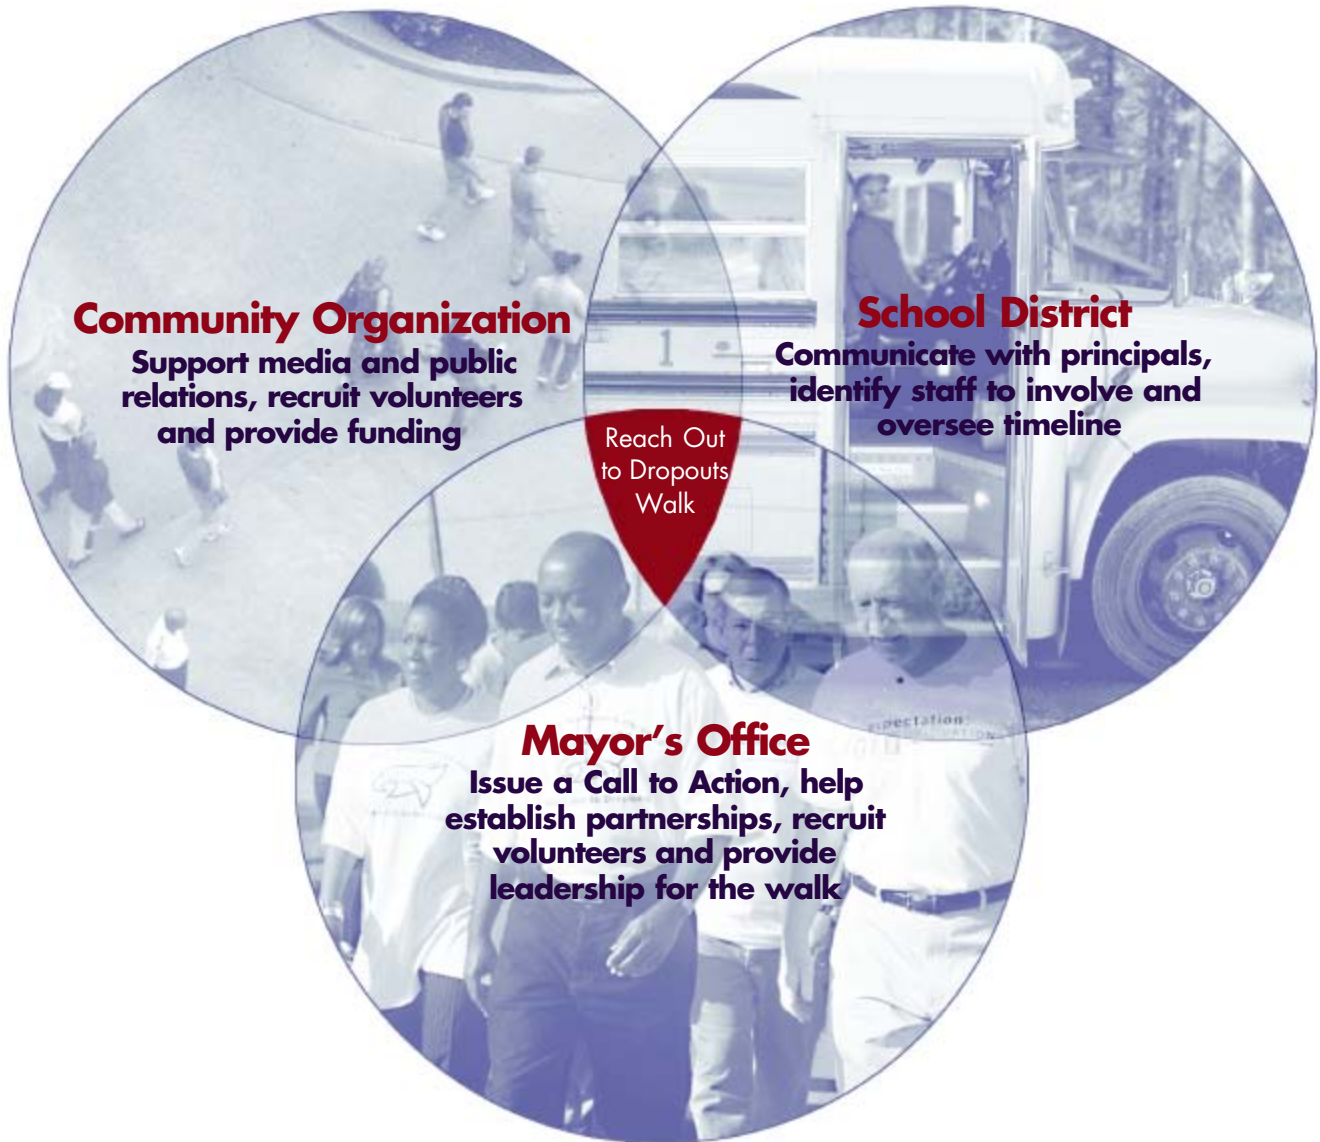 Community Organization
Support media and public
relations, recruit volunteers
and provide funding
School District
Communicate with principals,
identify staff to involve and
oversee timeline
1
Reach Out
to Dropouts
Walk
Mayor's Office
Issue a Call to Action, help
establish partnerships, recruit
volunteers and provide
leadership for the walk